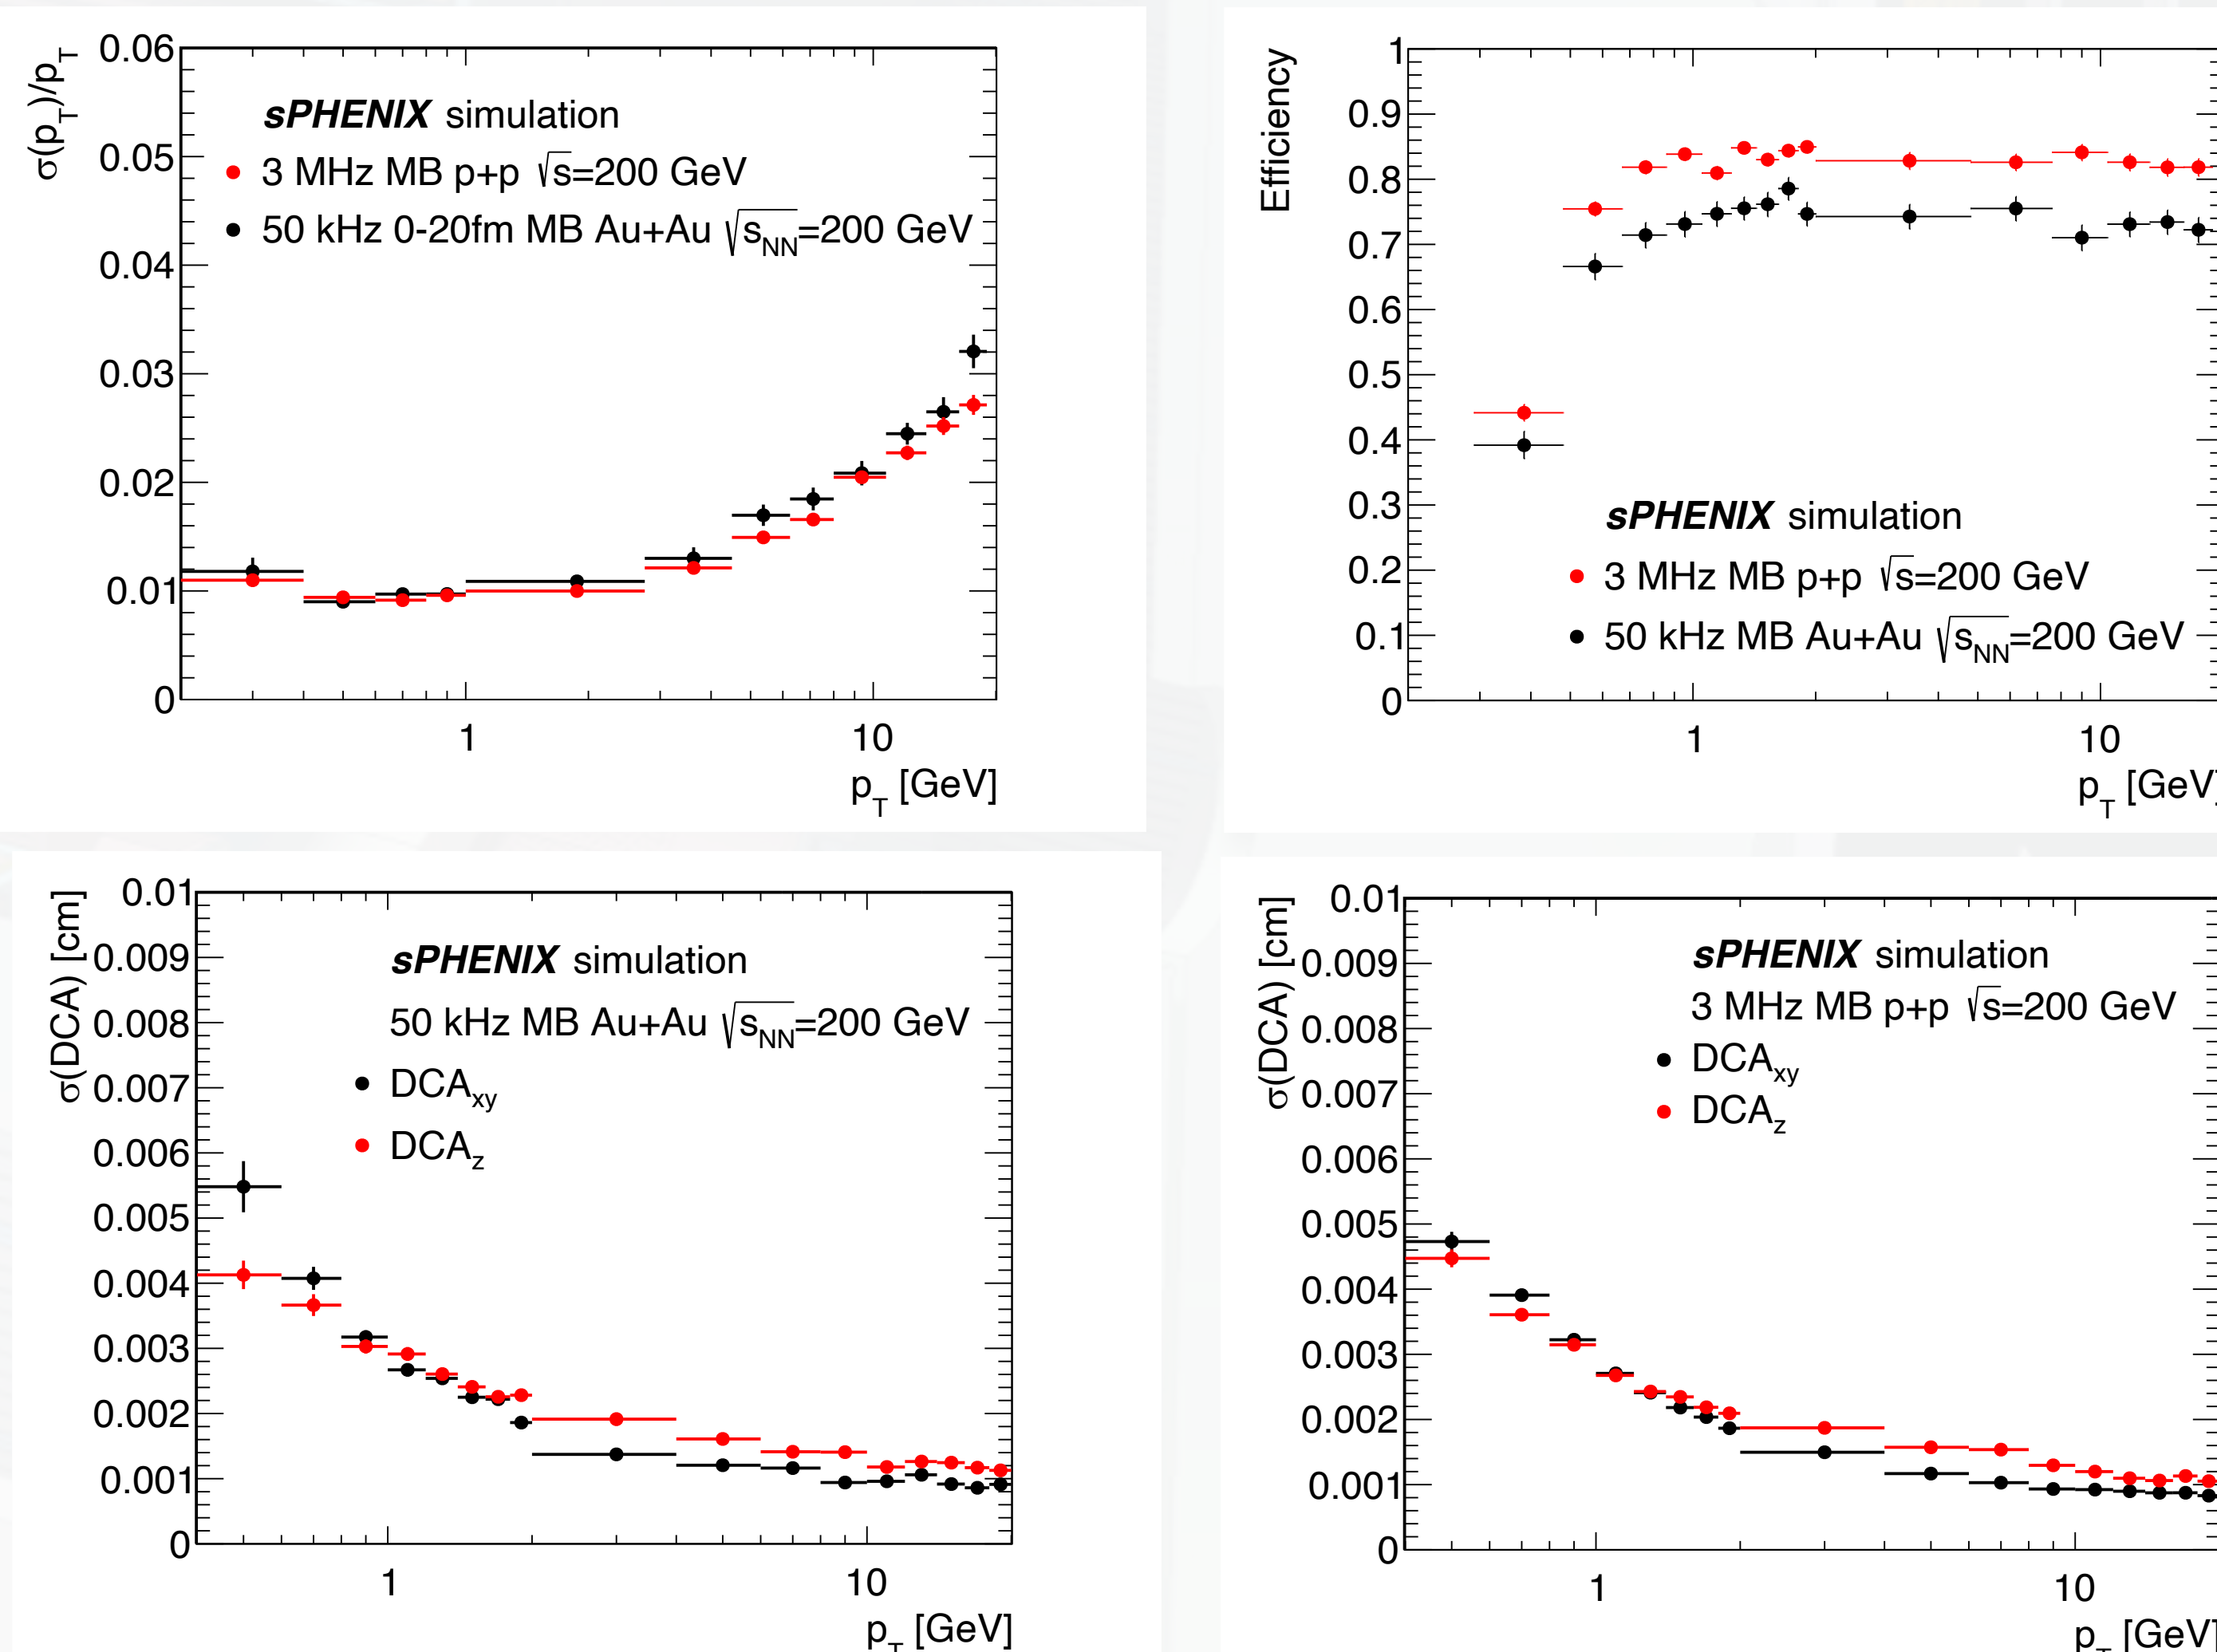 σ(p_T)/p_T
0.06
0.05
0.04
0.03
0.02
0.01
0
sPHENIX simulation
3 MHz MB p+p √s=200 GeV
50 kHz 0-20fm MB Au+Au √s_NN=200 GeV
1
10
p_T [GeV]
Efficiency
1
0.9
0.8
0.7
0.6
0.5
0.4
0.3
0.2
0.1
0
sPHENIX simulation
3 MHz MB p+p √s=200 GeV
50 kHz MB Au+Au √s_NN=200 GeV
1
10
p_T [GeV]
σ(DCA) [cm]
0.01
0.009
0.008
0.007
0.006
0.005
0.004
0.003
0.002
0.001
0
sPHENIX simulation
50 kHz MB Au+Au √s_NN=200 GeV
DCA_xy
DCA_z
1
10
p_T [GeV]
σ(DCA) [cm]
0.01
0.009
0.008
0.007
0.006
0.005
0.004
0.003
0.002
0.001
0
sPHENIX simulation
3 MHz MB p+p √s=200 GeV
DCA_xy
DCA_z
1
10
p_T [GeV]